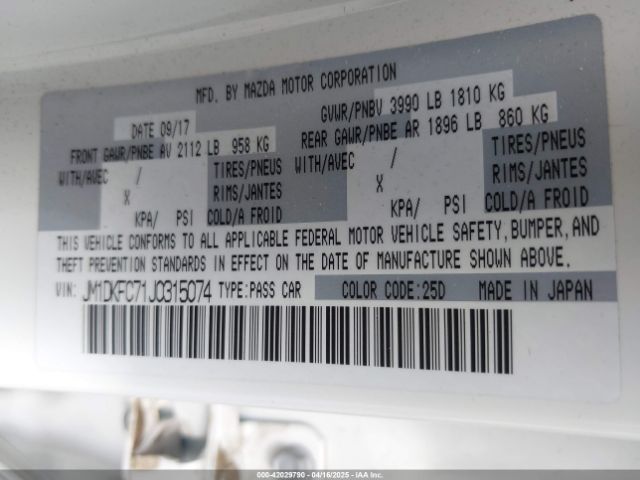 MFD. BY MAZDA MOTOR CORPORATION
DATE 09/17
GVWR/PNBV 3990 LB 1810 KG
FRONT GAWR/PNBE AV 2112 LB 958 KG
REAR GAWR/PNBE AR 1896 LB 860 KG
WITH/AVEC / TIRES/PNEUS
X RIMS/JANTES
KPA/ PSI COLD/A FROID
WITH/AVEC / TIRES/PNEUS
X RIMS/JANTES
KPA/ PSI COLD/A FROID
THIS VEHICLE CONFORMS TO ALL APPLICABLE FEDERAL MOTOR VEHICLE SAFETY, BUMPER, AND
THEFT PREVENTION STANDARDS IN EFFECT ON THE DATE OF MANUFACTURE SHOWN ABOVE.
VIN: JM1DKFC71J0315074 TYPE:PASS CAR COLOR CODE:25D MADE IN JAPAN
000-42029790 - 04/16/2025 - IAA Inc.